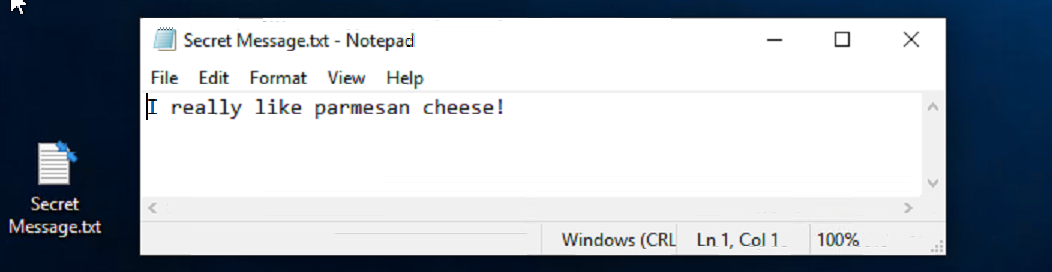 Secret Message.txt - Notepad
File Edit Format View Help
I really like parmesan cheese!
Secret
Message.txt
Windows (CRL Ln 1, Col 1 100%